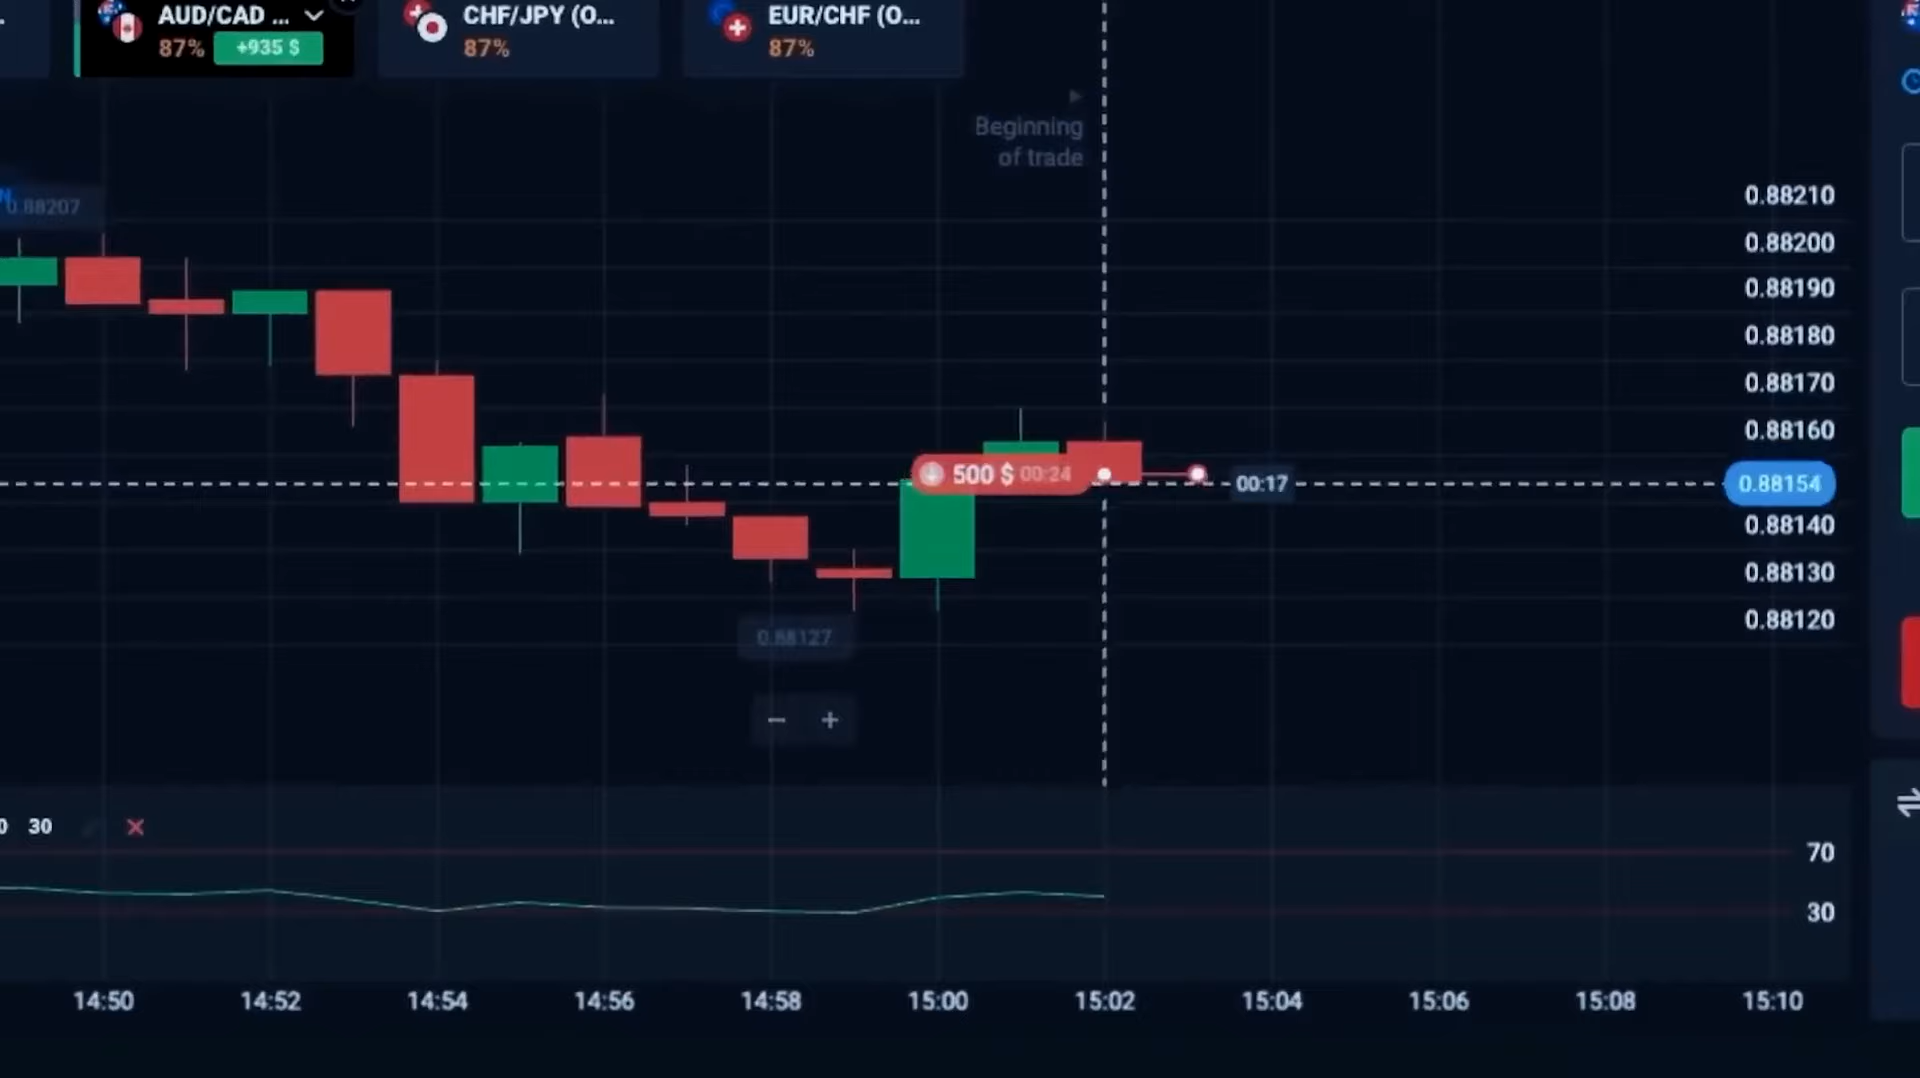 AUD/CAD ...
87% +935 $
CHF/JPY (O...
87%
EUR/CHF (O...
87%
Beginning
of trade
0.88207
0.88210
0.88200
0.88190
0.88180
0.88170
0.88160
500 $ 00:24
00:17
0.88154
0.88140
0.88130
0.88120
0.88127
− +
30
70
30
14:50 14:52 14:54 14:56 14:58 15:00 15:02 15:04 15:06 15:08 15:10